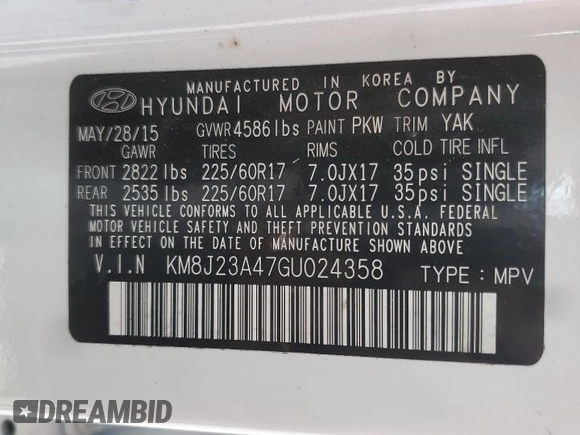 MANUFACTURED IN KOREA BY
HYUNDAI MOTOR COMPANY
MAY/28/15 GVWR 4586lbs PAINT PKW TRIM YAK
GAWR TIRES RIMS COLD TIRE INFL
FRONT 2822 lbs 225/60R17 7.0JX17 35psi SINGLE
REAR 2535 lbs 225/60R17 7.0JX17 35psi SINGLE
THIS VEHICLE CONFORMS TO ALL APPLICABLE U.S.A. FEDERAL
MOTOR VEHICLE SAFETY AND THEFT PREVENTION STANDARDS
IN EFFECT ON THE DATE OF MANUFACTURE SHOWN ABOVE.
V.I.N KM8J23A47GU024358 TYPE : MPV
DREAMBID